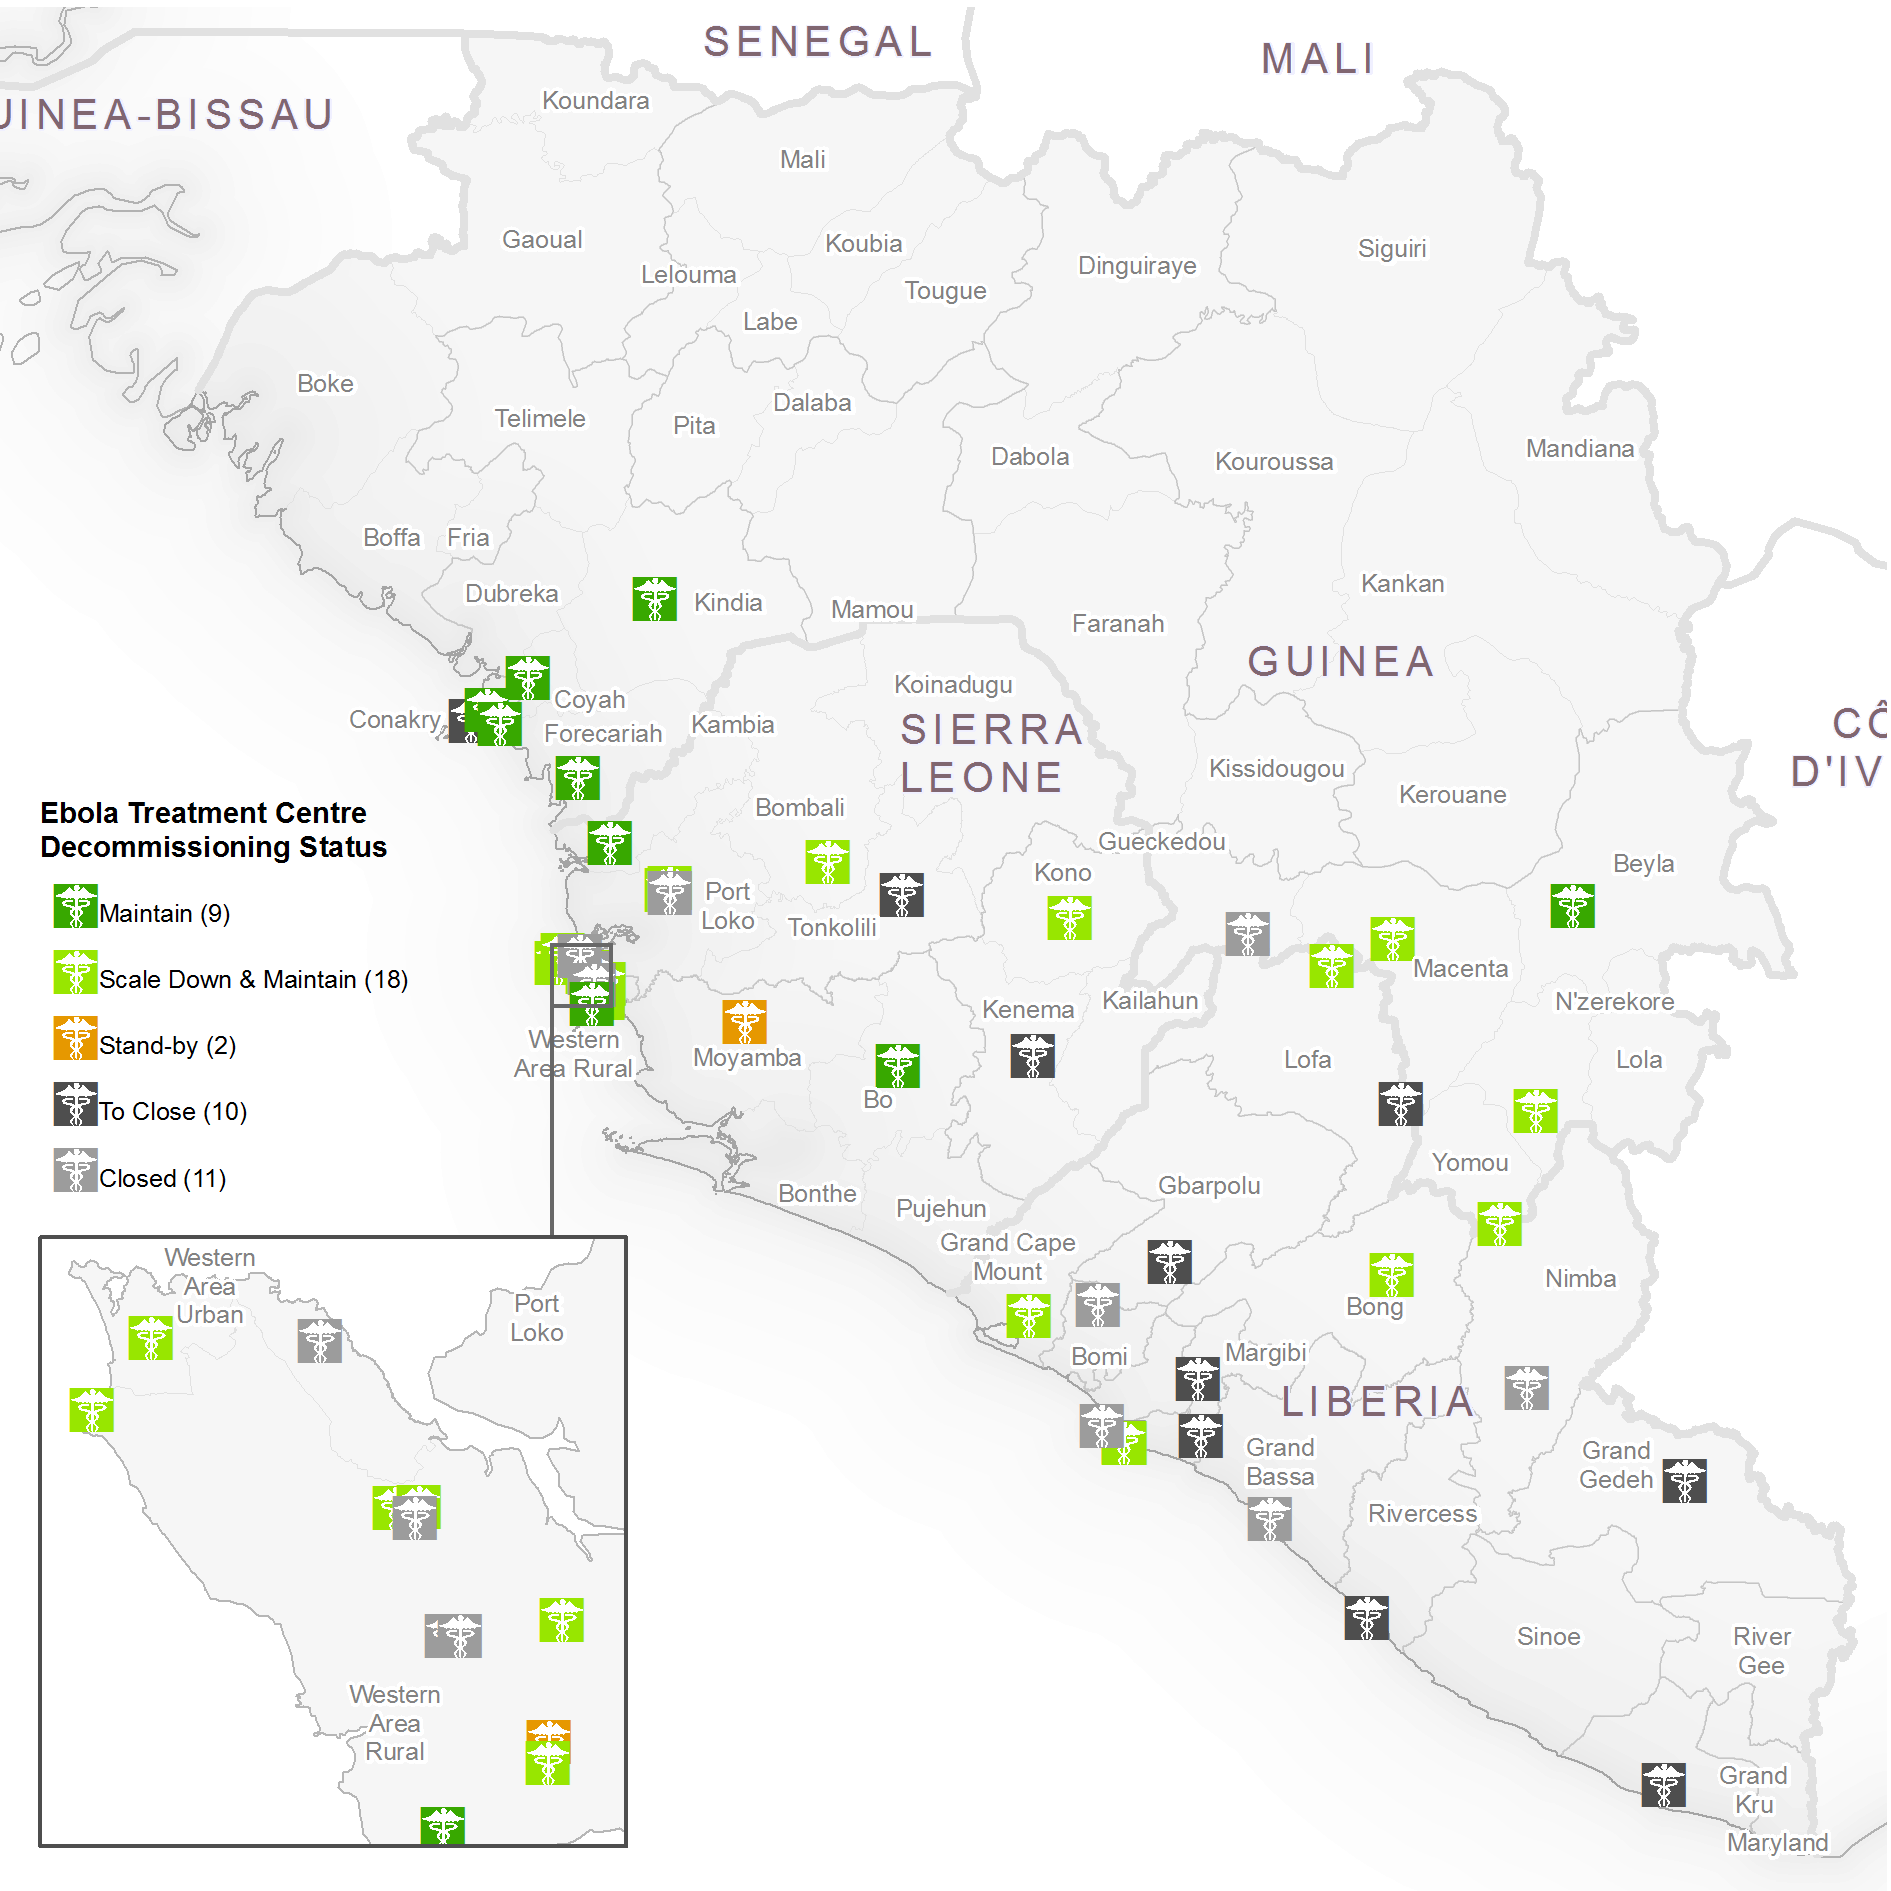 SENEGAL
MALI
UINEA-BISSAU
Koundara
Mali
Gaoual
Koubia
Siguiri
Lelouma
Dinguiraye
Tougue
Labe
Boke
Dalaba
Telimele
Pita
Mandiana
Dabola
Kouroussa
Boffa
Fria
Kankan
Dubreka
Kindia
Mamou
Faranah
GUINEA
Koinadugu
Coyah
Conakry
Kambia
Forecariah
SIERRA
LEONE
CÔ
D'IV
Kissidougou
Kerouane
Bombali
Ebola Treatment Centre
Decommissioning Status
Gueckedou
Beyla
Kono
Port
Loko
Maintain (9)
Tonkolili
Macenta
Scale Down & Maintain (18)
Kenema
Kailahun
N'zerekore
Western
Area Rural
Stand-by (2)
Moyamba
Lofa
Lola
Bo
To Close (10)
Yomou
Closed (11)
Gbarpolu
Bonthe
Pujehun
Grand Cape
Mount
Nimba
Bong
Bomi
Margibi
LIBERIA
Grand
Bassa
Grand
Gedeh
Rivercess
Sinoe
River
Gee
Grand
Kru
Maryland
Western
Area
Urban
Port
Loko
Western
Area
Rural